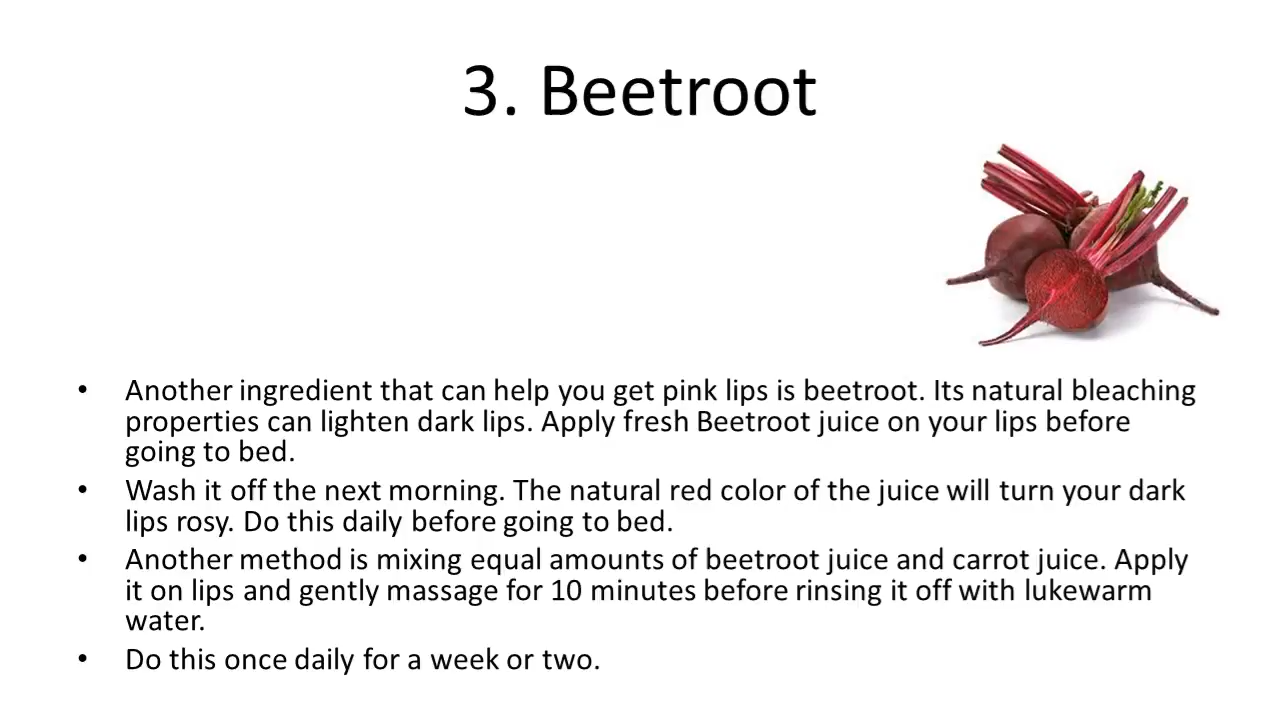 3. Beetroot
• Another ingredient that can help you get pink lips is beetroot. Its natural bleaching
properties can lighten dark lips. Apply fresh Beetroot juice on your lips before
going to bed.
• Wash it off the next morning. The natural red color of the juice will turn your dark
lips rosy. Do this daily before going to bed.
• Another method is mixing equal amounts of beetroot juice and carrot juice. Apply
it on lips and gently massage for 10 minutes before rinsing it off with lukewarm
water.
• Do this once daily for a week or two.